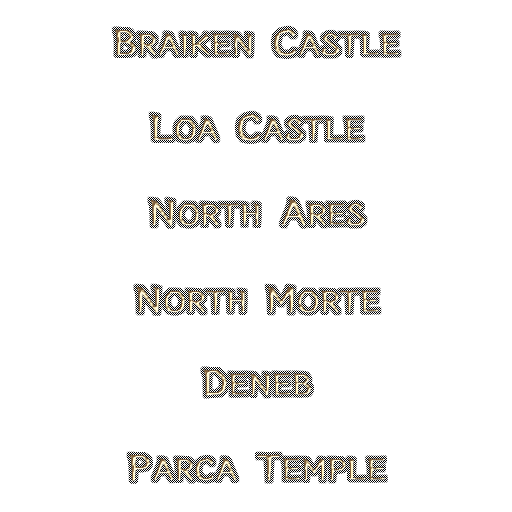 Braiken Castle
Loa Castle
North Ares
North Morte
Deneb
Parca Temple